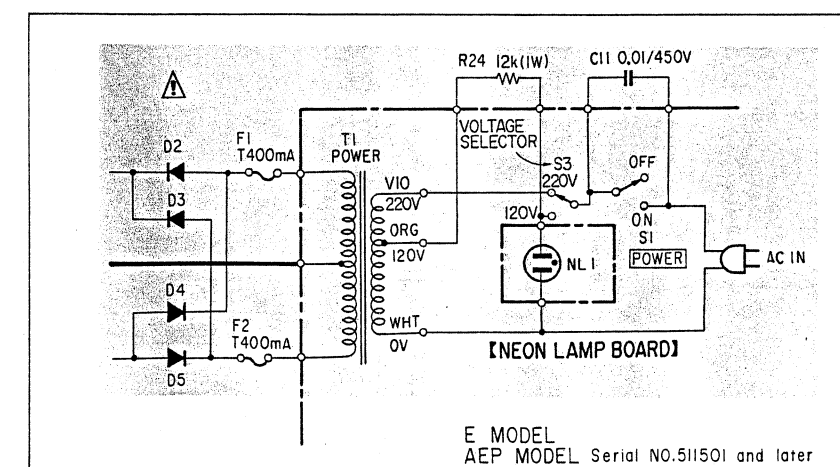 R24 12k(1W)
C11 0.01/450V
VOLTAGE
SELECTOR
S3
220V
120V
OFF
ON
S1
POWER
AC IN
D2
D3
D4
D5
F1
T400mA
F2
T400mA
T1
POWER
VIO
220V
ORG
120V
WHT
0V
NL1
【NEON LAMP BOARD】
E MODEL
AEP MODEL Serial NO.511501 and later